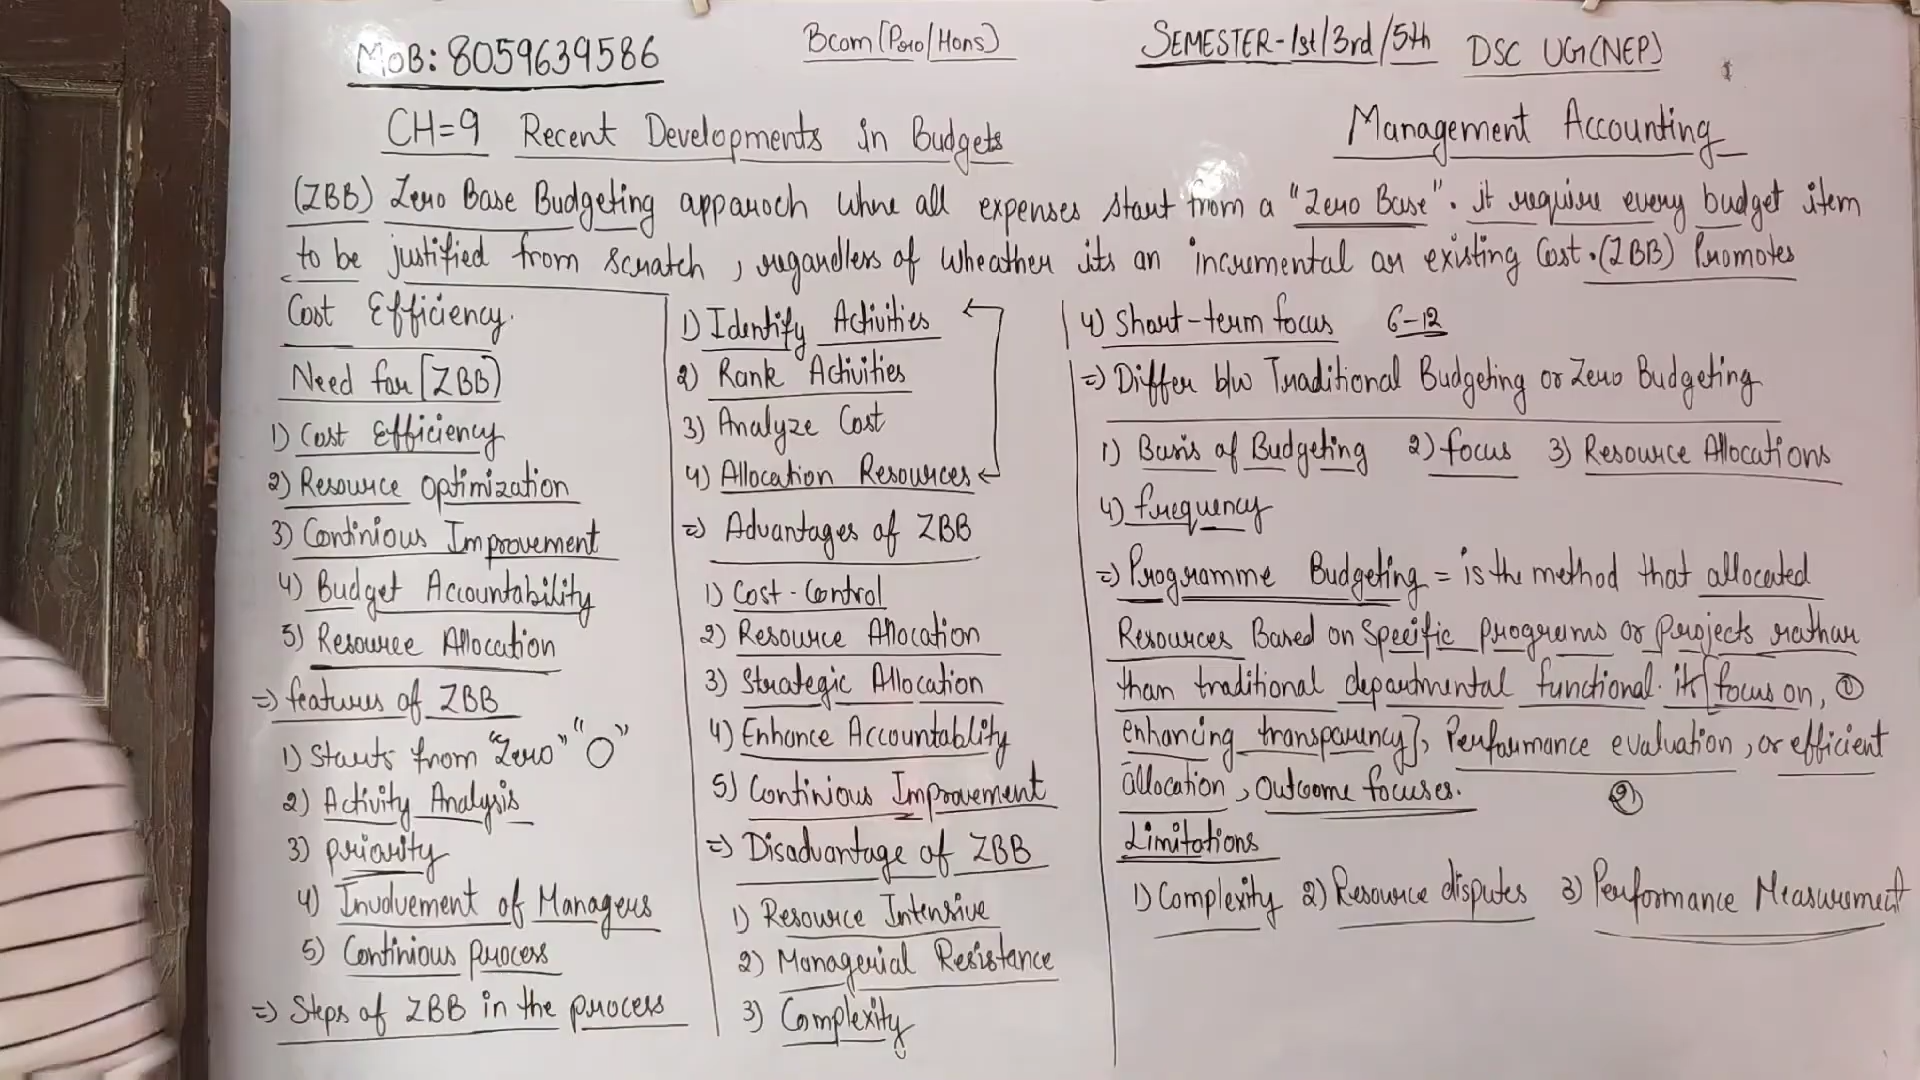 MOB: 8059639586
Bcom (Pro/Hons)
SEMESTER-1st/3rd/5th DSC UG(NEP)
CH=9 Recent Developments in Budgets
Management Accounting
(ZBB) Zero Base Budgeting apparoch whre all expenses start from a "Zero Base". it require every budget item
to be justified from scratch, regardless of wheather its an incremental or existing Cost. (ZBB) Promotes
Cost Efficiency.
Need for [ZBB]
1) Cost Efficiency
2) Resource Optimization
3) Continious Improvement
4) Budget Accountability
5) Resource Allocation
=> features of ZBB
1) Starts from "Zero" "0"
2) Activity Analysis
3) Priority
4) Involvement of Managers
5) Continious process
=> Steps of ZBB in the process
1) Identify Activities
2) Rank Activities
3) Analyze Cost
4) Allocation Resources
=> Advantages of ZBB
1) Cost-Control
2) Resource Allocation
3) Strategic Allocation
4) Enhance Accountablity
5) Continious Improvement
=> Disadvantage of ZBB
1) Resource Intensive
2) Managerial Resistance
3) Complexity
4) Short-term focus 6-12
=> Differ b/w Traditional Budgeting or Zero Budgeting
1) Basis of Budgeting 2) focus 3) Resource Allocations
4) frequency
=> Programme Budgeting = is the method that allocated
Resources Based on Specific programs or projects rathar
than traditional departmental functional. it [focus on, ①
enhancing transparency], Performance evaluation, or efficient
allocation, Outcome focuses. ②
Limitations
1) Complexity 2) Resource disputes 3) Performance Measurement